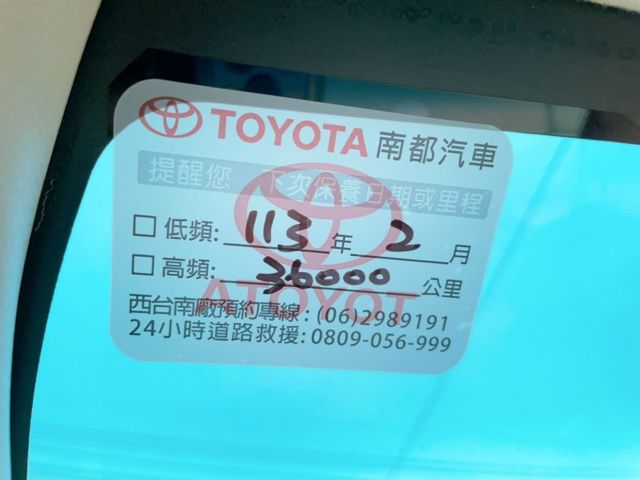 TOYOTA 南都汽車
提醒您 下次保養日期或里程
□ 低頻: 113 年 2 月
□ 高頻: 36000 公里
西台南廠預約專線: (06)2989191
24小時道路救援: 0809-056-999
TOYOTA